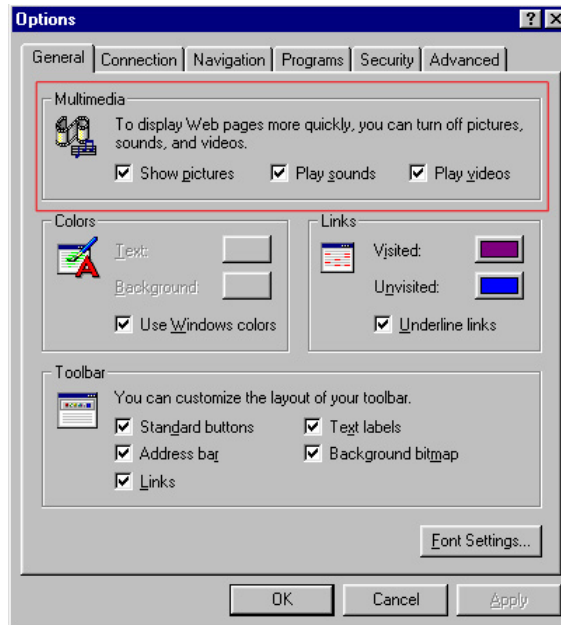 Options
General Connection Navigation Programs Security Advanced
Multimedia
To display Web pages more quickly, you can turn off pictures,
sounds, and videos.
Show pictures Play sounds Play videos
Colors
Text:
Background:
Use Windows colors
Links
Visited:
Unvisited:
Underline links
Toolbar
You can customize the layout of your toolbar.
Standard buttons Text labels
Address bar Background bitmap
Links
Font Settings...
OK Cancel Apply